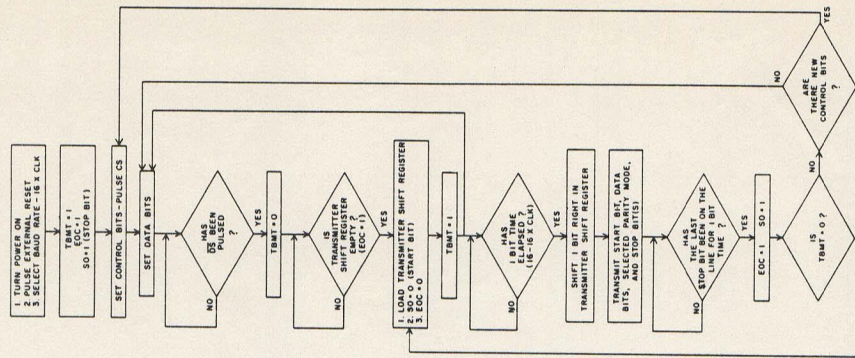 1. TURN POWER ON
2. PULSE EXTERNAL RESET
3. SELECT BAUD RATE - 16 X CLK
TBMT = 1
EOC = 1
SO = 1 (STOP BIT)
SET CONTROL BITS - PULSE CS
SET DATA BITS
HAS
DS BEEN
PULSED
?
NO
YES
TBMT = 0
IS
TRANSMITTER
SHIFT REGISTER
EMPTY ?
(EOC = 1)
NO
YES
1. LOAD TRANSMITTER SHIFT REGISTER
2. SO = 0 (START BIT)
3. EOC = 0
TBMT = 1
HAS
1 BIT TIME
ELAPSED ?
(16-16 X CLK)
NO
YES
SHIFT 1 BIT RIGHT IN
TRANSMITTER SHIFT REGISTER
TRANSMIT START BIT, DATA
BITS, SELECTED PARITY MODE,
AND STOP BIT(S)
HAS
THE LAST
STOP BIT BEEN ON THE
LINE FOR 1 BIT
TIME ?
NO
YES
EOC = 1 SO = 1
IS
TBMT = 0 ?
NO
ARE
THERE NEW
CONTROL BITS
?
NO
YES